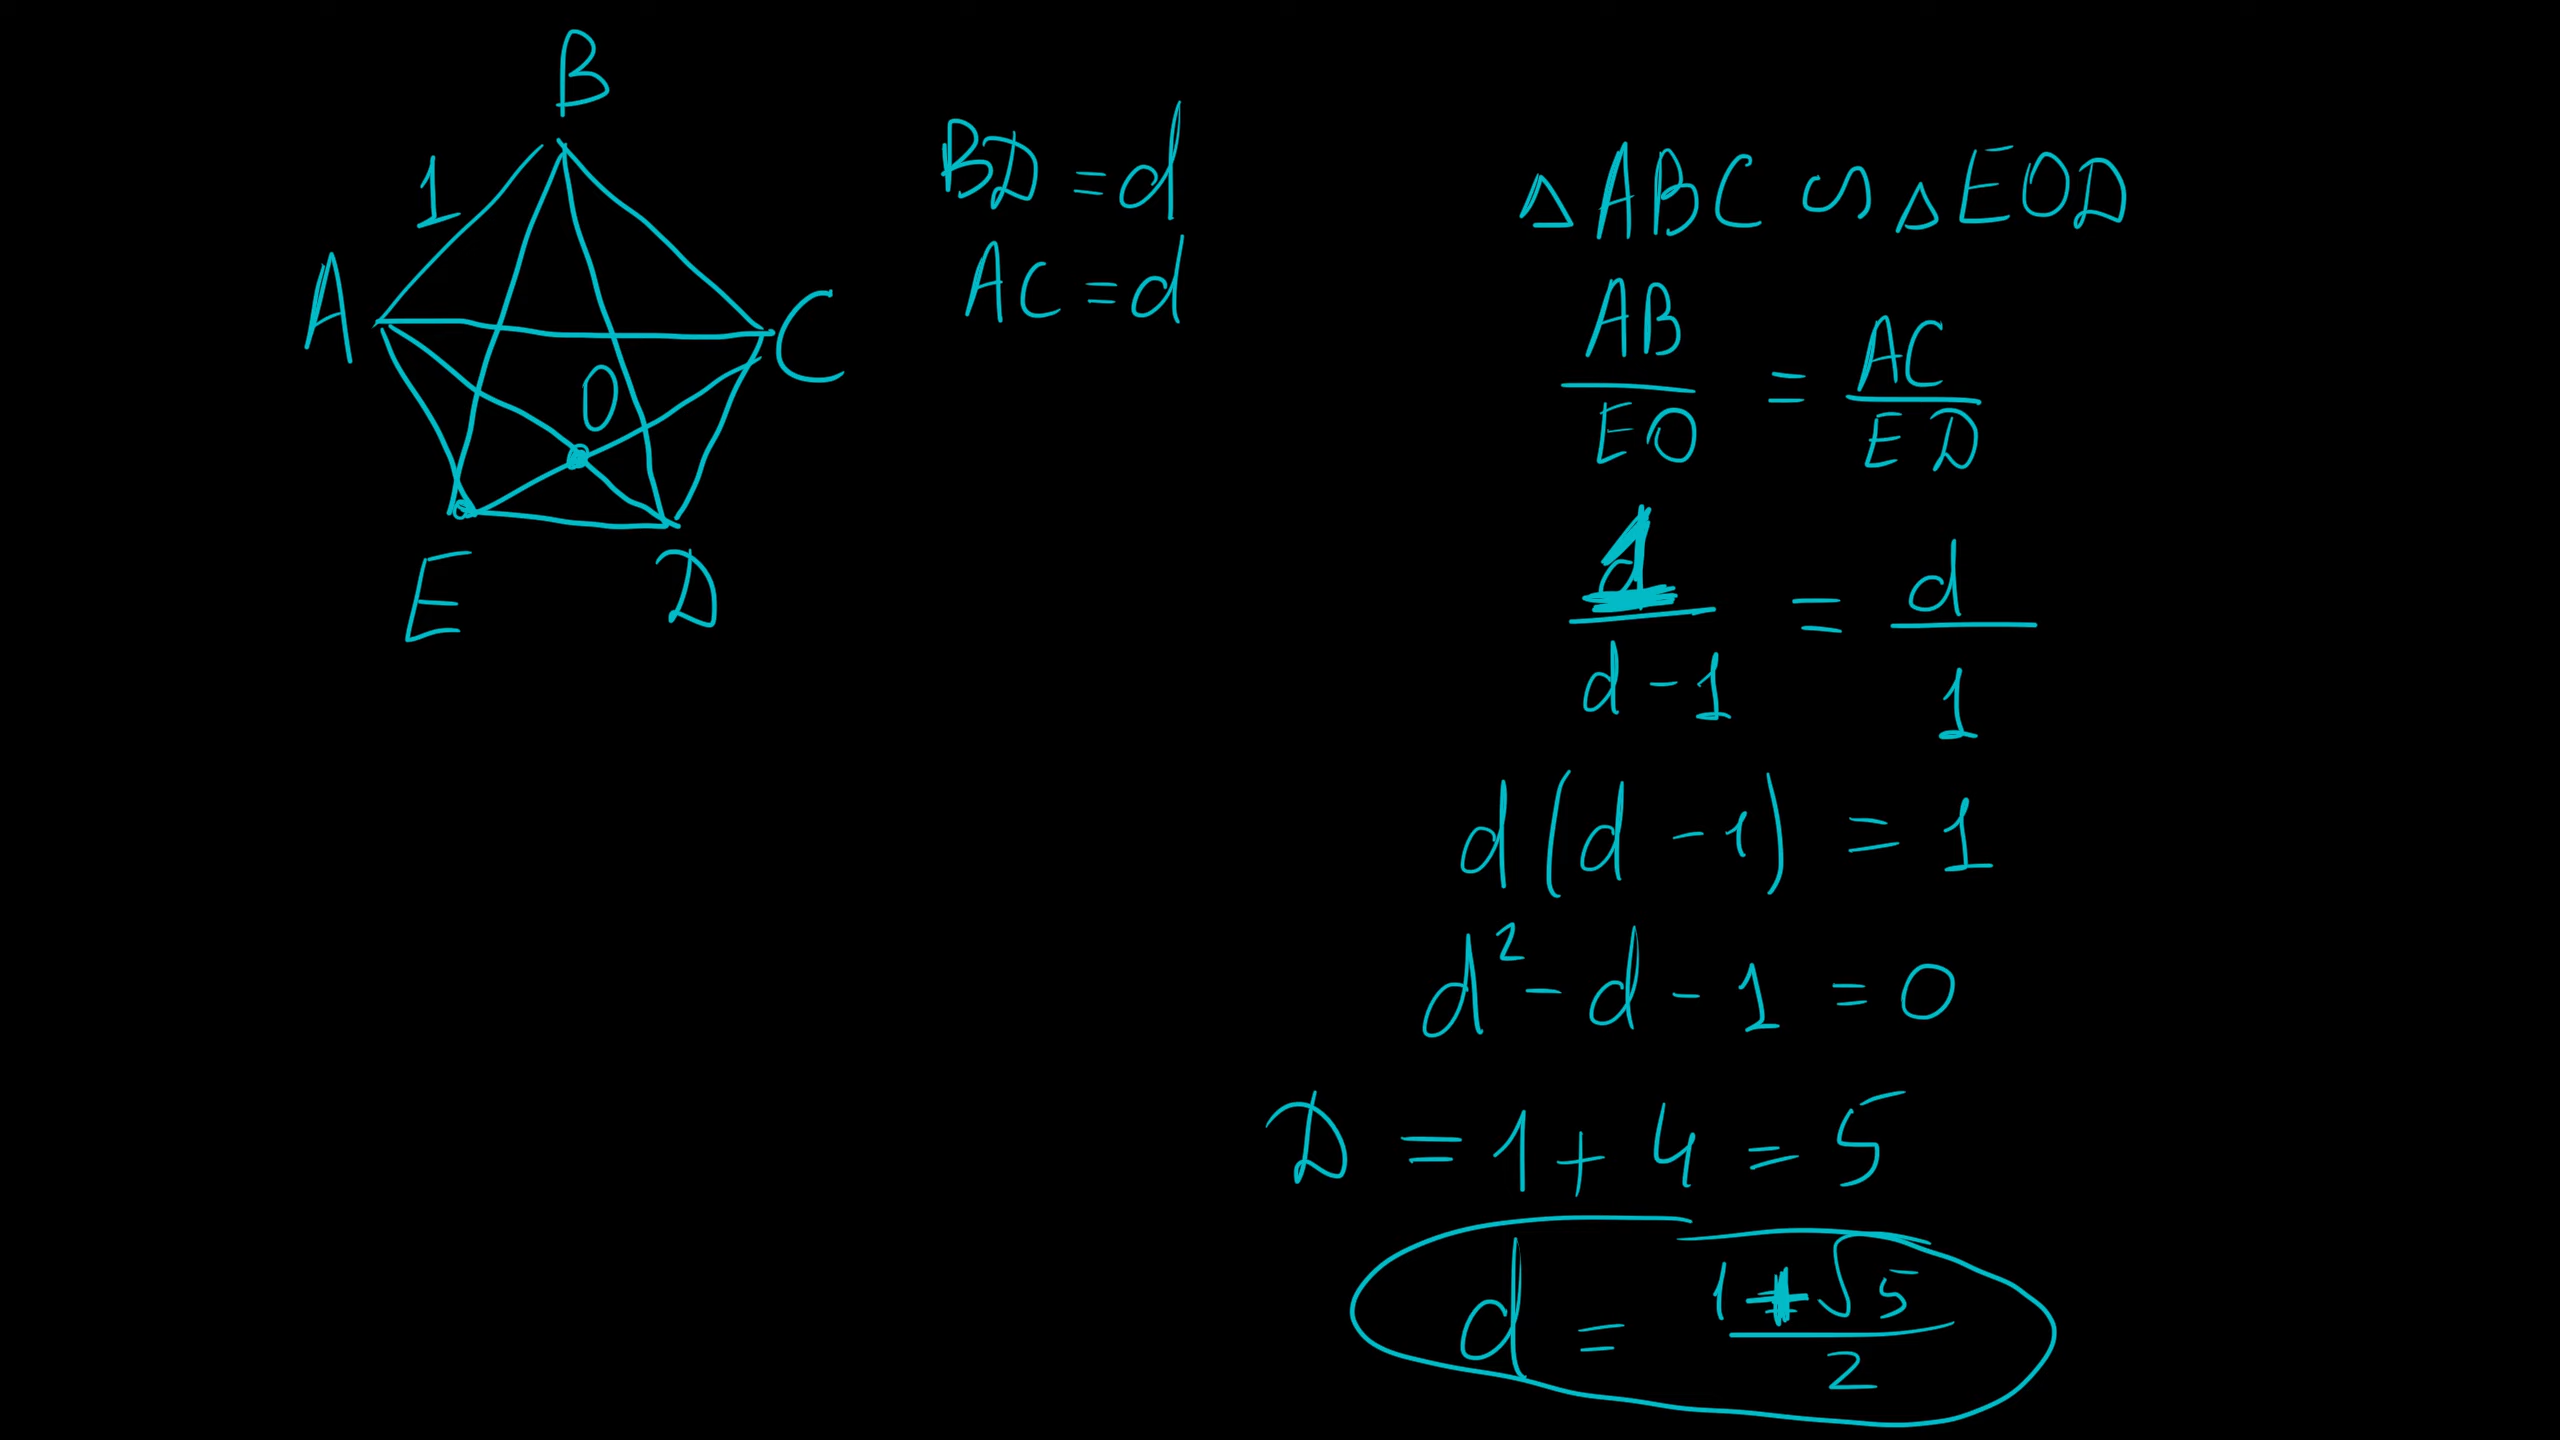 B
1
A
C
O
E
D
BD = d
AC = d
△ABC ∽ △EOD
AB/EO = AC/ED
1/(d-1) = d/1
d(d-1) = 1
d² - d - 1 = 0
D = 1 + 4 = 5
d = (1+√5)/2